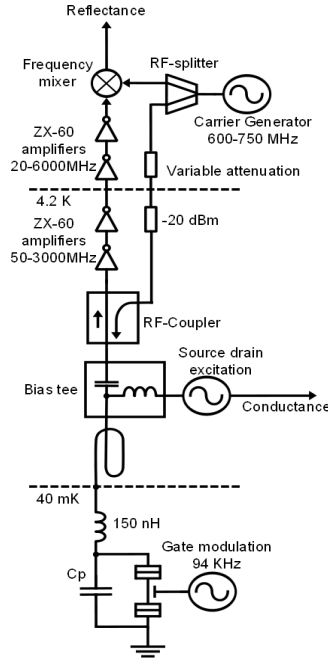 Reflectance
RF-splitter
Frequency
mixer
Carrier Generator
600-750 MHz
ZX-60
amplifiers
20-6000MHz
Variable attenuation
4.2 K
ZX-60
amplifiers
50-3000MHz
-20 dBm
RF-Coupler
Source drain
excitation
Bias tee
Conductance
40 mK
150 nH
Gate modulation
94 KHz
Cp